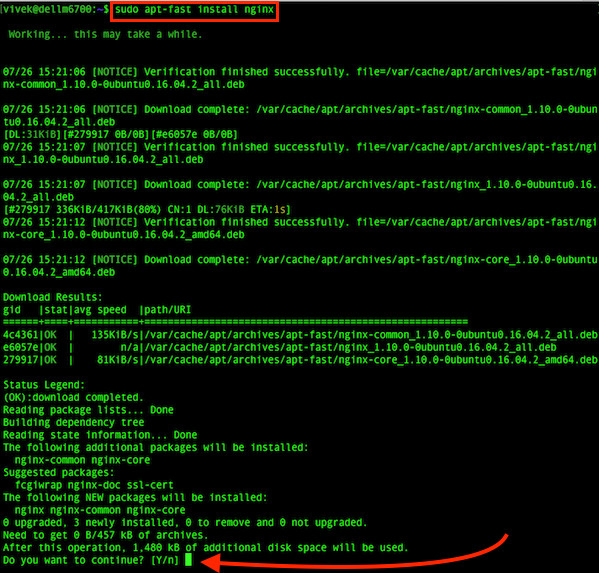 vivek@dellm6700:~$ sudo apt-fast install nginx
Working... this may take a while.
07/26 15:21:06 [NOTICE] Verification finished successfully. file=/var/cache/apt/archives/apt-fast/ngi
nx-common_1.10.0-0ubuntu0.16.04.2_all.deb
07/26 15:21:06 [NOTICE] Download complete: /var/cache/apt/archives/apt-fast/nginx-common_1.10.0-0ubun
tu0.16.04.2_all.deb
[DL:31KiB][#279917 0B/0B][#e6057e 0B/0B]
07/26 15:21:07 [NOTICE] Verification finished successfully. file=/var/cache/apt/archives/apt-fast/ngi
nx_1.10.0-0ubuntu0.16.04.2_all.deb
07/26 15:21:07 [NOTICE] Download complete: /var/cache/apt/archives/apt-fast/nginx_1.10.0-0ubuntu0.16.
04.2_all.deb
[#279917 336KiB/417KiB(80%) CN:1 DL:76KiB ETA:1s]
07/26 15:21:12 [NOTICE] Verification finished successfully. file=/var/cache/apt/archives/apt-fast/ngi
nx-core_1.10.0-0ubuntu0.16.04.2_amd64.deb
07/26 15:21:12 [NOTICE] Download complete: /var/cache/apt/archives/apt-fast/nginx-core_1.10.0-0ubuntu
0.16.04.2_amd64.deb
Download Results:
gid   |stat|avg speed  |path/URI
======+====+===========+=======================================================
4c4361|OK  |   135KiB/s|/var/cache/apt/archives/apt-fast/nginx-common_1.10.0-0ubuntu0.16.04.2_all.deb
e6057e|OK  |        n/a|/var/cache/apt/archives/apt-fast/nginx_1.10.0-0ubuntu0.16.04.2_all.deb
279917|OK  |    81KiB/s|/var/cache/apt/archives/apt-fast/nginx-core_1.10.0-0ubuntu0.16.04.2_amd64.deb
Status Legend:
(OK):download completed.
Reading package lists... Done
Building dependency tree
Reading state information... Done
The following additional packages will be installed:
  nginx-common nginx-core
Suggested packages:
  fcgiwrap nginx-doc ssl-cert
The following NEW packages will be installed:
  nginx nginx-common nginx-core
0 upgraded, 3 newly installed, 0 to remove and 0 not upgraded.
Need to get 0 B/457 kB of archives.
After this operation, 1,480 kB of additional disk space will be used.
Do you want to continue? [Y/n]